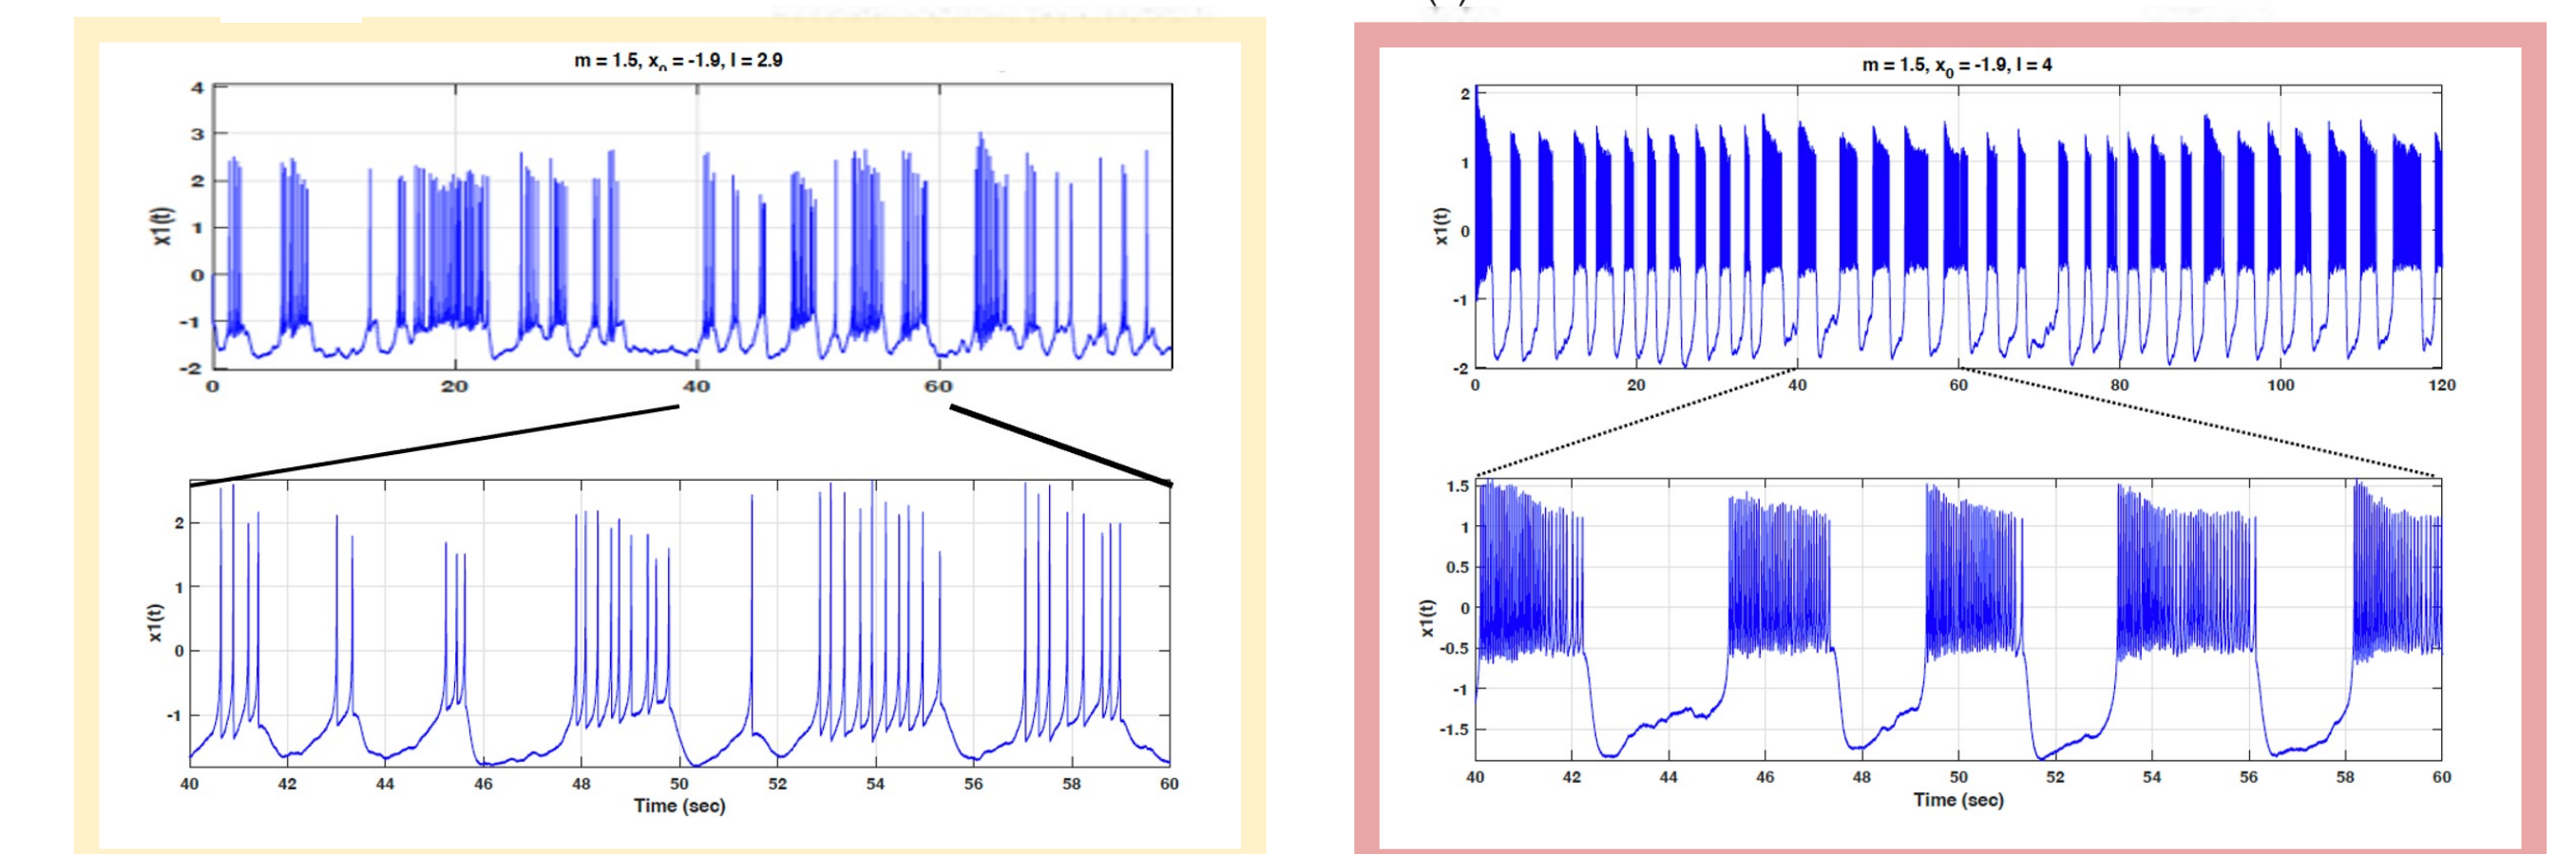 m = 1.5, x0 = -1.9, I = 2.9
4
3
2
1
0
-1
-2
x1(t)
0 20 40 60
2
1
0
-1
x1(t)
40 42 44 46 48 50 52 54 56 58 60
Time (sec)
m = 1.5, x0 = -1.9, I = 4
2
1
0
-1
-2
x1(t)
0 20 40 60 80 100 120
1.5
1
0.5
0
-0.5
-1
-1.5
x1(t)
40 42 44 46 48 50 52 54 56 58 60
Time (sec)